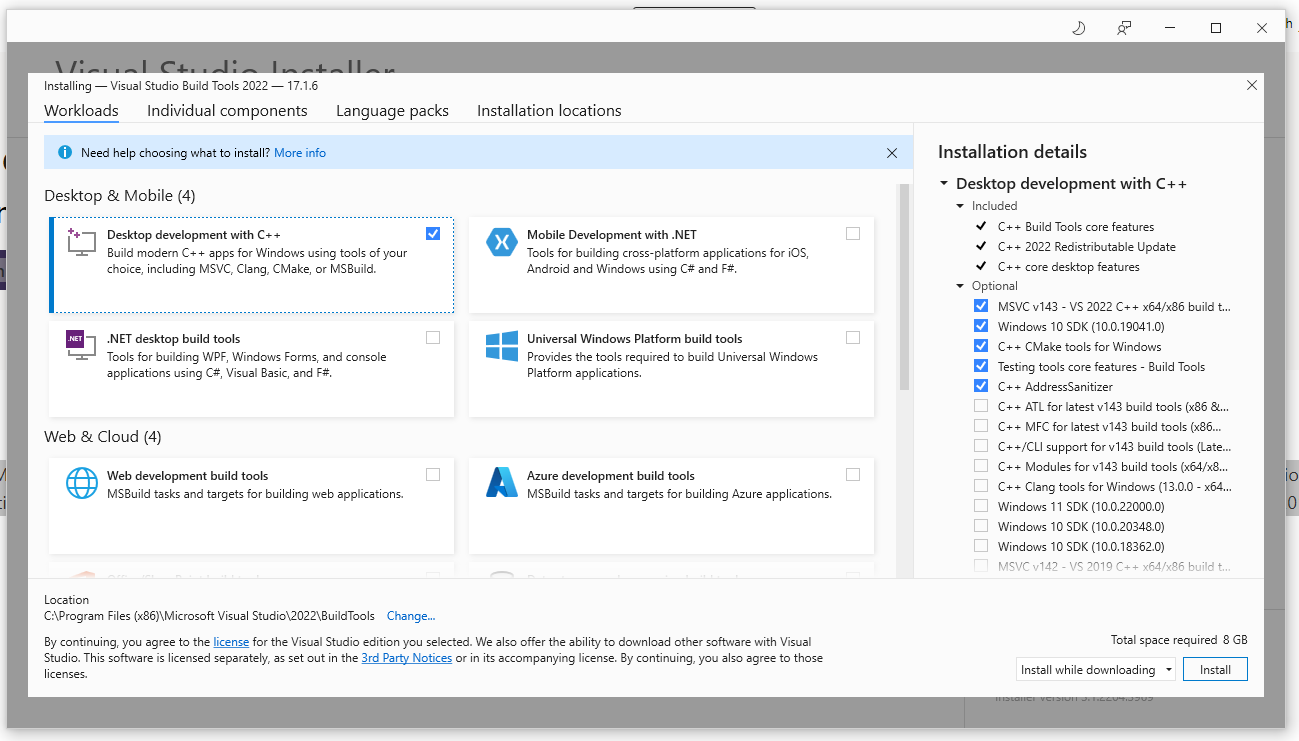 Visual Studio Installer
Installing — Visual Studio Build Tools 2022 — 17.1.6
Workloads
Individual components
Language packs
Installation locations
Need help choosing what to install? More info
Desktop & Mobile (4)
Desktop development with C++
Build modern C++ apps for Windows using tools of your
choice, including MSVC, Clang, CMake, or MSBuild.
Mobile Development with .NET
Tools for building cross-platform applications for iOS,
Android and Windows using C# and F#.
.NET
.NET desktop build tools
Tools for building WPF, Windows Forms, and console
applications using C#, Visual Basic, and F#.
Universal Windows Platform build tools
Provides the tools required to build Universal Windows
Platform applications.
Web & Cloud (4)
Web development build tools
MSBuild tasks and targets for building web applications.
Azure development build tools
MSBuild tasks and targets for building Azure applications.
Installation details
Desktop development with C++
Included
C++ Build Tools core features
C++ 2022 Redistributable Update
C++ core desktop features
Optional
MSVC v143 - VS 2022 C++ x64/x86 build t...
Windows 10 SDK (10.0.19041.0)
C++ CMake tools for Windows
Testing tools core features - Build Tools
C++ AddressSanitizer
C++ ATL for latest v143 build tools (x86 &...
C++ MFC for latest v143 build tools (x86...
C++/CLI support for v143 build tools (Late...
C++ Modules for v143 build tools (x64/x8...
C++ Clang tools for Windows (13.0.0 - x64...
Windows 11 SDK (10.0.22000.0)
Windows 10 SDK (10.0.20348.0)
Windows 10 SDK (10.0.18362.0)
MSVC v142 - VS 2019 C++ x64/x86 build t...
Location
C:\Program Files (x86)\Microsoft Visual Studio\2022\BuildTools Change...
By continuing, you agree to the license for the Visual Studio edition you selected. We also offer the ability to download other software with Visual
Studio. This software is licensed separately, as set out in the 3rd Party Notices or in its accompanying license. By continuing, you also agree to those
licenses.
Total space required 8 GB
Install while downloading
Install